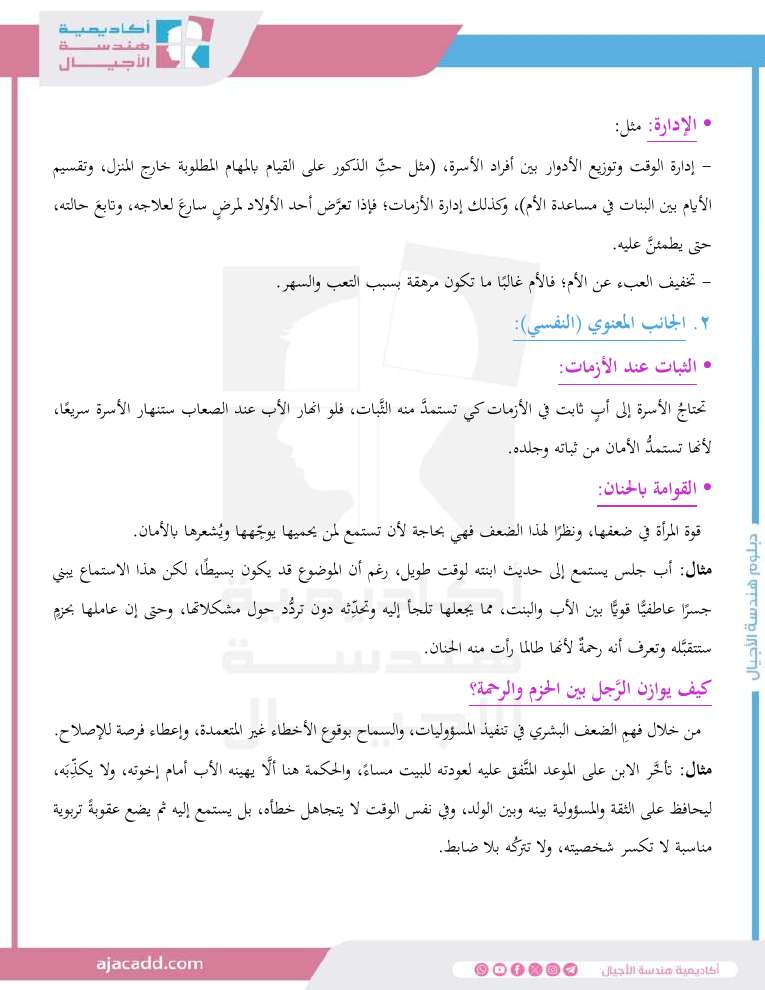 أكاديمية
هندسة
الأجيال
• الإدارة: مثل:
– إدارة الوقت وتوزيع الأدوار بين أفراد الأسرة، (مثل حثِّ الذكور على القيام بالمهام المطلوبة خارج المنزل، وتقسيم
الأيام بين البنات في مساعدة الأم)، وكذلك إدارة الأزمات؛ فإذا تعرَّض أحد الأولاد لمرضٍ سارعَ لعلاجه، وتابعَ حالته،
حتى يطمئنَّ عليه.
– تخفيف العبء عن الأم؛ فالأم غالبًا ما تكون مرهقة بسبب التعب والسهر.
٢. الجانب المعنوي (النفسي):
• الثبات عند الأزمات:
تحتاجُ الأسرة إلى أبٍ ثابت في الأزمات كي تستمدَّ منه الثَّبات، فلو انهار الأب عند الصعاب ستنهار الأسرة سريعًا،
لأنها تستمدُّ الأمان من ثباته وجلده.
• القوامة بالحنان:
قوة المرأة في ضعفها، ونظرًا لهذا الضعف فهي بحاجة لأن تستمع لمن يحميها يوجّهها ويُشعرها بالأمان.
مثال: أب جلس يستمع إلى حديث ابنته لوقت طويل، رغم أن الموضوع قد يكون بسيطًا، لكن هذا الاستماع يبني
جسرًا عاطفيًّا قويًّا بين الأب والبنت، مما يجعلها تلجأ إليه وتحدِّثه دون تردُّد حول مشكلاتها، وحتى إن عاملها بحزمٍ
ستتقبَّله وتعرف أنه رحمةٌ لأنها طالما رأت منه الحنان.
كيف يوازن الرَّجل بين الحزم والرحمة؟
من خلال فهمِ الضعف البشري في تنفيذ المسؤوليات، والسماح بوقوع الأخطاء غير المتعمدة، وإعطاء فرصة للإصلاح.
مثال: تأخَّر الابن على الموعد المتَّفق عليه لعودته للبيت مساءً، والحكمة هنا ألَّا يهينه الأب أمام إخوته، ولا يكذِّبَه،
ليحافظ على الثقة والمسؤولية بينه وبين الولد، وفي نفس الوقت لا يتجاهل خطأه، بل يستمع إليه ثم يضع عقوبةً تربوية
مناسبة لا تكسر شخصيته، ولا تتركُه بلا ضابط.
دبلوم هندسة الأجيال
أكاديمية
هندسة
الأجيال
ajacadd.com
أكاديمية هندسة الأجيال